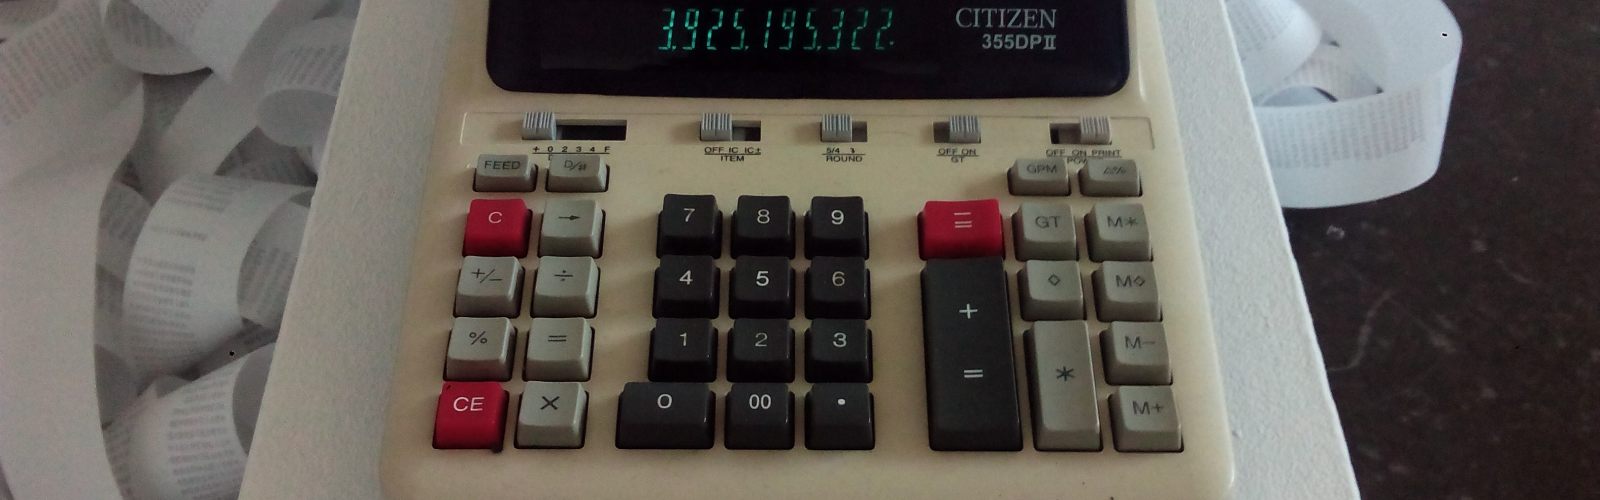 3,925,195,322.
CITIZEN
355DPII
+ 0 2 3 4 F
OFF IC IC±
ITEM
5/4
ROUND
OFF ON
GT
OFF ON PRINT
FEED D/#
GPM
C → 7 8 9 = GT M*
+/− ÷ 4 5 6 + ◇ M◇
% = 1 2 3 M−
CE × 0 00 • = * M+